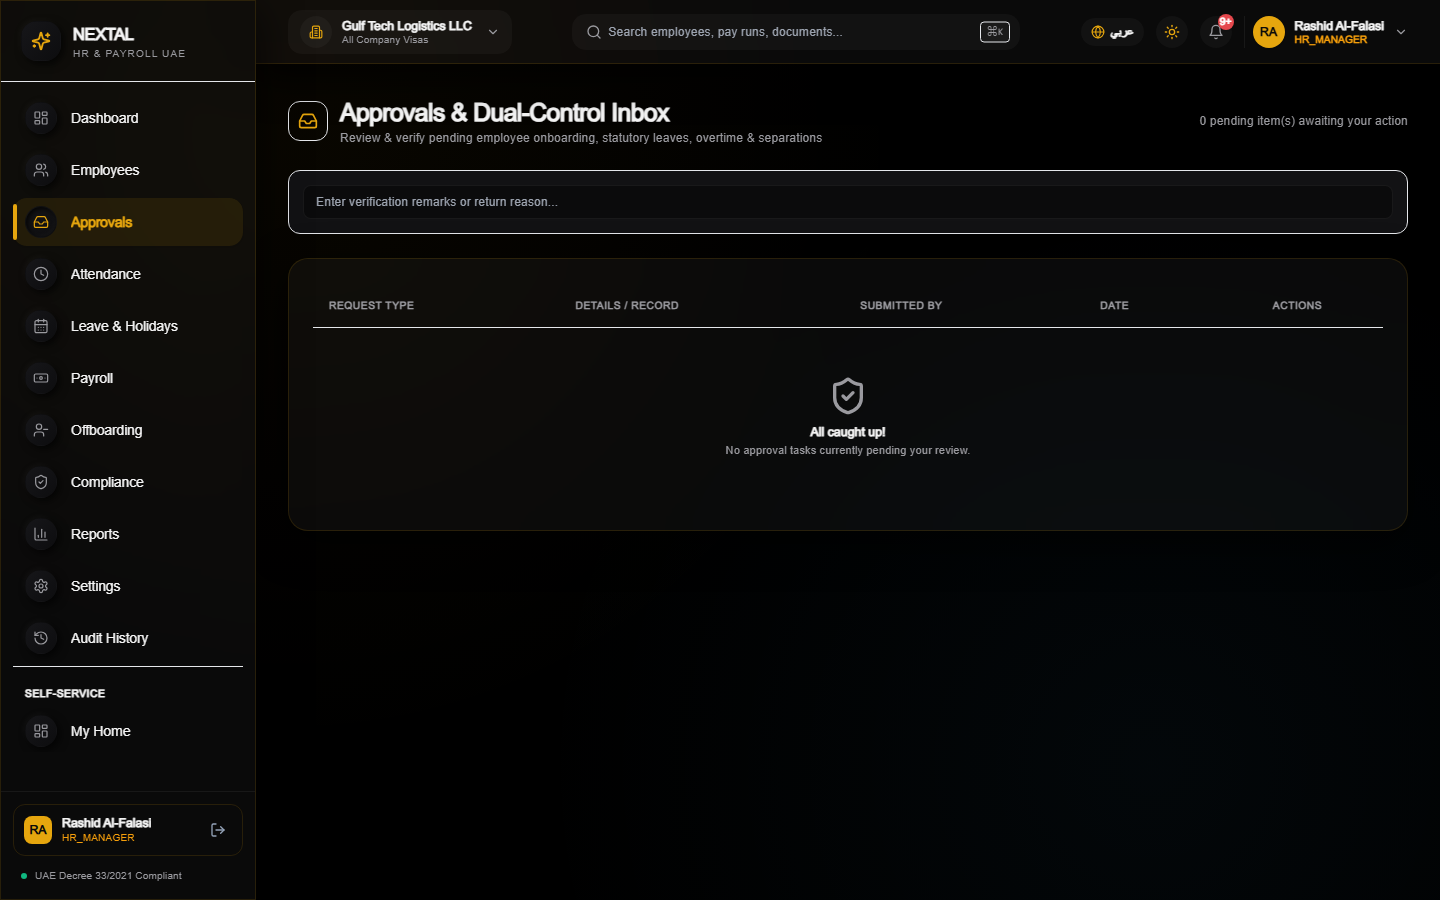 NEXTAL
HR & PAYROLL UAE
Dashboard
Employees
Approvals
Attendance
Leave & Holidays
Payroll
Offboarding
Compliance
Reports
Settings
Audit History
SELF-SERVICE
My Home
RA
Rashid Al-Falasi
HR_MANAGER
UAE Decree 33/2021 Compliant
Gulf Tech Logistics LLC
All Company Visas
Search employees, pay runs, documents...
⌘K
عربي
9+
RA
Rashid Al-Falasi
HR_MANAGER
Approvals & Dual-Control Inbox
Review & verify pending employee onboarding, statutory leaves, overtime & separations
0 pending item(s) awaiting your action
Enter verification remarks or return reason...
REQUEST TYPE DETAILS / RECORD SUBMITTED BY DATE ACTIONS
All caught up!
No approval tasks currently pending your review.